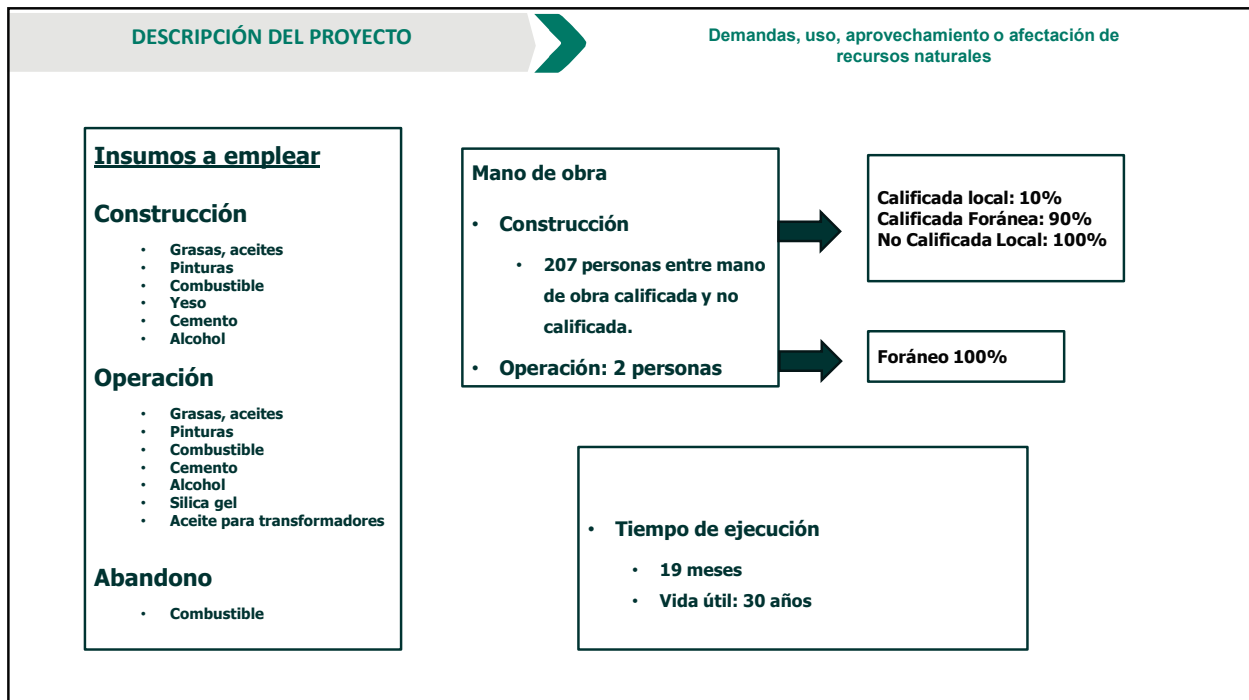 DESCRIPCIÓN DEL PROYECTO
Demandas, uso, aprovechamiento o afectación de
recursos naturales
Insumos a emplear
Construcción
• Grasas, aceites
• Pinturas
• Combustible
• Yeso
• Cemento
• Alcohol
Operación
• Grasas, aceites
• Pinturas
• Combustible
• Cemento
• Alcohol
• Silica gel
• Aceite para transformadores
Abandono
• Combustible
Mano de obra
• Construcción
• 207 personas entre mano
de obra calificada y no
calificada.
• Operación: 2 personas
Calificada local: 10%
Calificada Foránea: 90%
No Calificada Local: 100%
Foráneo 100%
• Tiempo de ejecución
• 19 meses
• Vida útil: 30 años